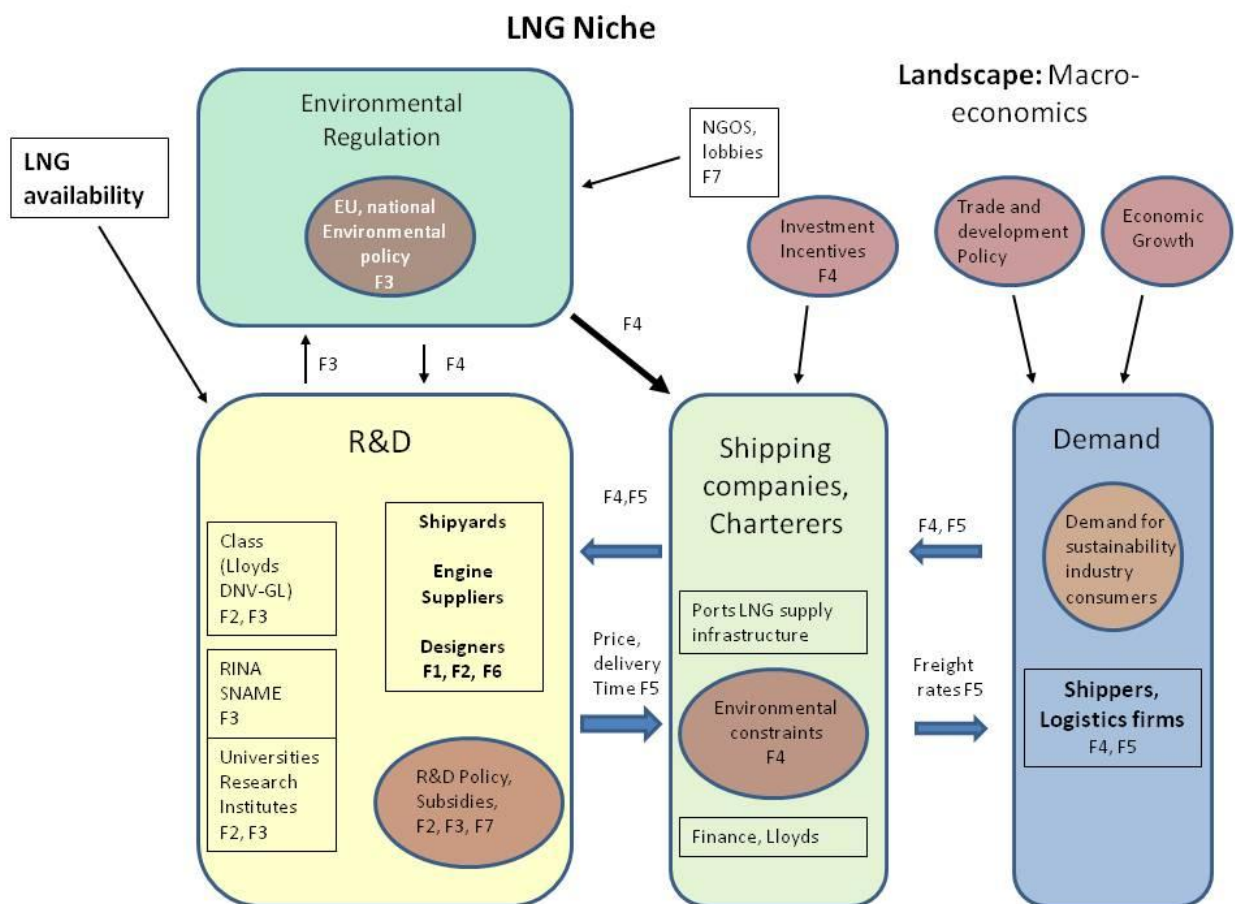 LNG Niche
Landscape: Macro-
economics
Environmental
Regulation
EU, national
Environmental
policy
F3
LNG
availability
NGOS,
lobbies
F7
Investment
Incentives
F4
Trade and
development
Policy
Economic
Growth
F3
F4
F4
R&D
Class
(Lloyds
DNV-GL)
F2, F3
RINA
SNAME
F3
Universities
Research
Institutes
F2, F3
Shipyards
Engine
Suppliers
Designers
F1, F2, F6
R&D Policy,
Subsidies,
F2, F3, F7
F4,F5
Price,
delivery
Time F5
Shipping
companies,
Charterers
Ports LNG supply
infrastructure
Environmental
constraints
F4
Finance, Lloyds
F4, F5
Freight
rates F5
Demand
Demand for
sustainability
industry
consumers
Shippers,
Logistics firms
F4, F5